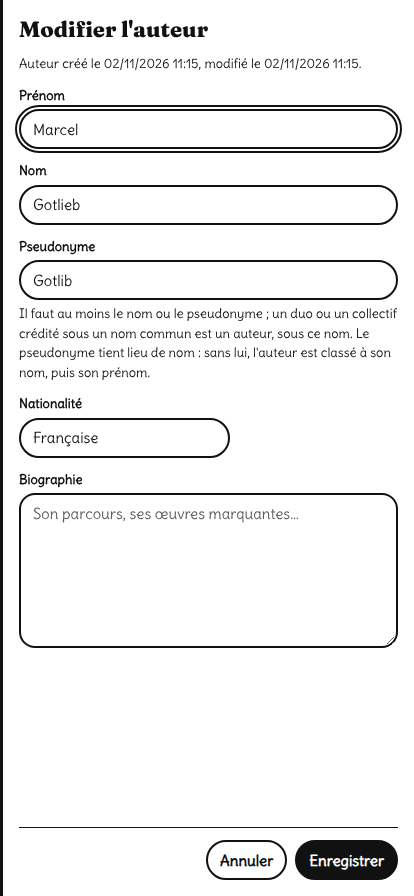 Modifier l'auteur
Auteur créé le 02/11/2026 11:15, modifié le 02/11/2026 11:15.
Prénom
Marcel
Nom
Gotlieb
Pseudonyme
Gotlib
Il faut au moins le nom ou le pseudonyme ; un duo ou un collectif
crédité sous un nom commun est un auteur, sous ce nom. Le
pseudonyme tient lieu de nom : sans lui, l'auteur est classé à son
nom, puis son prénom.
Nationalité
Française
Biographie
Son parcours, ses œuvres marquantes...
Annuler
Enregistrer